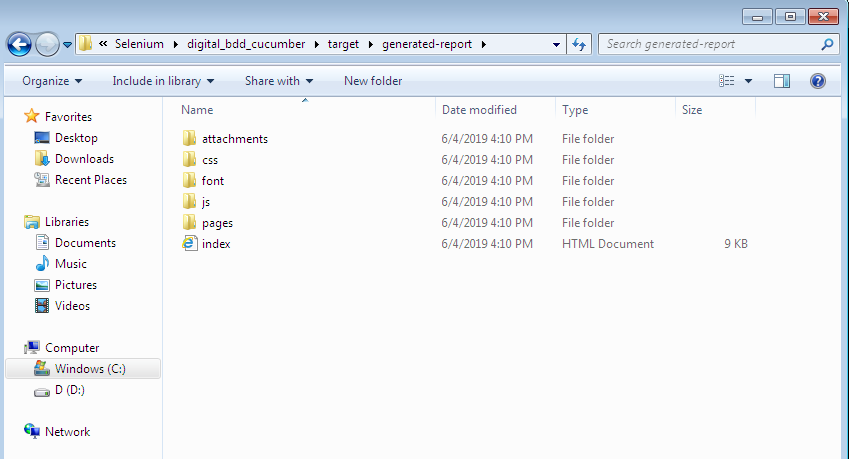 « Selenium ▸ digital_bdd_cucumber ▸ target ▸ generated-report ▸ Search generated-report
Organize Include in library Share with New folder
Name Date modified Type Size
Favorites
Desktop
Downloads
Recent Places
Libraries
Documents
Music
Pictures
Videos
Computer
Windows (C:)
D (D:)
Network
attachments 6/4/2019 4:10 PM File folder
css 6/4/2019 4:10 PM File folder
font 6/4/2019 4:10 PM File folder
js 6/4/2019 4:10 PM File folder
pages 6/4/2019 4:10 PM File folder
index 6/4/2019 4:10 PM HTML Document 9 KB